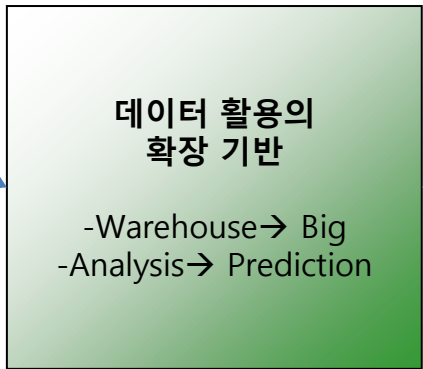 데이터 활용의
확장 기반
-Warehouse→ Big
-Analysis→ Prediction